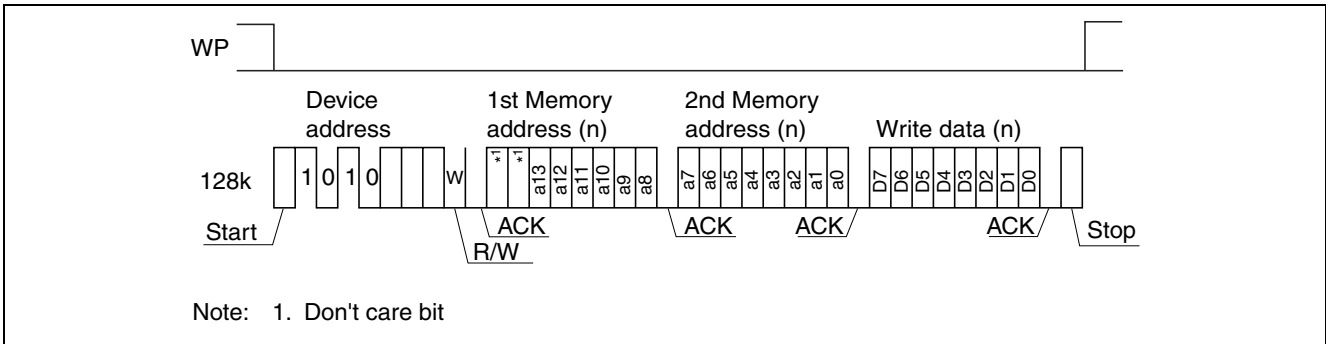 WP
Device address
1st Memory address (n)
2nd Memory address (n)
Write data (n)
128k
1 0 1 0 W
*1 *1 a13 a12 a11 a10 a9 a8
a7 a6 a5 a4 a3 a2 a1 a0
D7 D6 D5 D4 D3 D2 D1 D0
Start
R/W
ACK
ACK
ACK
ACK
Stop
Note: 1. Don't care bit